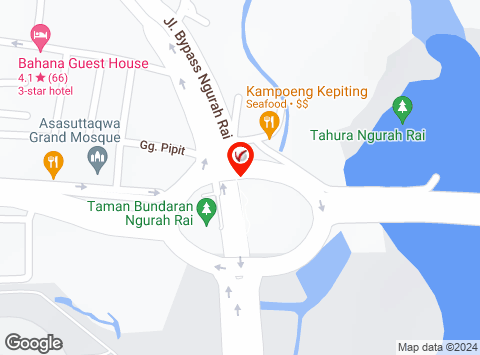 Jl. Bypass Ngurah Rai
Bahana Guest House
4.1★ (66)
3-star hotel
Kampoeng Kepiting
Seafood • $$
Asasuttaqwa
Grand Mosque
Gg. Pipit
Tahura Ngurah Rai
Taman Bundaran
Ngurah Rai
Google
Map data ©2024